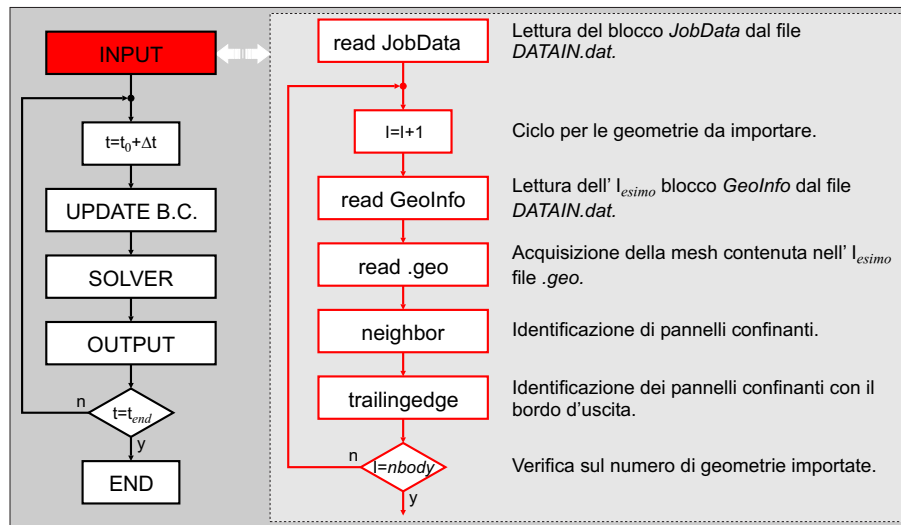 INPUT
t=t0+Δt
UPDATE B.C.
SOLVER
OUTPUT
n
t=tend
y
END
read JobData
Lettura del blocco JobData dal file
DATAIN.dat.
I=I+1
Ciclo per le geometrie da importare.
read GeoInfo
Lettura dell' Iesimo blocco GeoInfo dal file
DATAIN.dat.
read .geo
Acquisizione della mesh contenuta nell' Iesimo
file .geo.
neighbor
Identificazione di pannelli confinanti.
trailingedge
Identificazione dei pannelli confinanti con il
bordo d'uscita.
n
I=nbody
Verifica sul numero di geometrie importate.
y